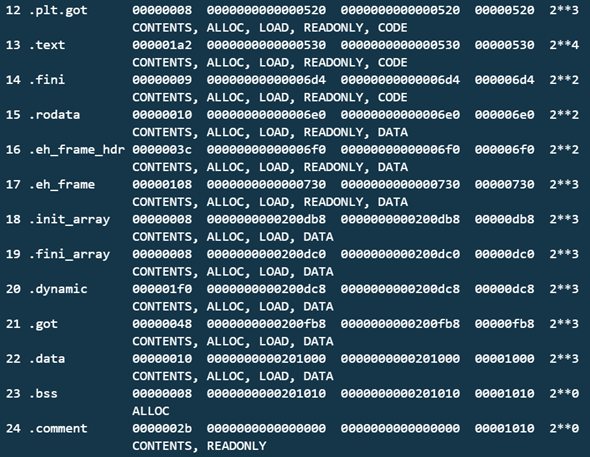 12 .plt.got 00000008 0000000000000520 0000000000000520 00000520 2**3
CONTENTS, ALLOC, LOAD, READONLY, CODE
13 .text 000001a2 0000000000000530 0000000000000530 00000530 2**4
CONTENTS, ALLOC, LOAD, READONLY, CODE
14 .fini 00000009 00000000000006d4 00000000000006d4 000006d4 2**2
CONTENTS, ALLOC, LOAD, READONLY, CODE
15 .rodata 00000010 00000000000006e0 00000000000006e0 000006e0 2**2
CONTENTS, ALLOC, LOAD, READONLY, DATA
16 .eh_frame_hdr 0000003c 00000000000006f0 00000000000006f0 000006f0 2**2
CONTENTS, ALLOC, LOAD, READONLY, DATA
17 .eh_frame 00000108 0000000000000730 0000000000000730 00000730 2**3
CONTENTS, ALLOC, LOAD, READONLY, DATA
18 .init_array 00000008 0000000000200db8 0000000000200db8 00000db8 2**3
CONTENTS, ALLOC, LOAD, DATA
19 .fini_array 00000008 0000000000200dc0 0000000000200dc0 00000dc0 2**3
CONTENTS, ALLOC, LOAD, DATA
20 .dynamic 000001f0 0000000000200dc8 0000000000200dc8 00000dc8 2**3
CONTENTS, ALLOC, LOAD, DATA
21 .got 00000048 0000000000200fb8 0000000000200fb8 00000fb8 2**3
CONTENTS, ALLOC, LOAD, DATA
22 .data 00000010 0000000000201000 0000000000201000 00001000 2**3
CONTENTS, ALLOC, LOAD, DATA
23 .bss 00000008 0000000000201010 0000000000201010 00001010 2**0
ALLOC
24 .comment 0000002b 0000000000000000 0000000000000000 00001010 2**0
CONTENTS, READONLY